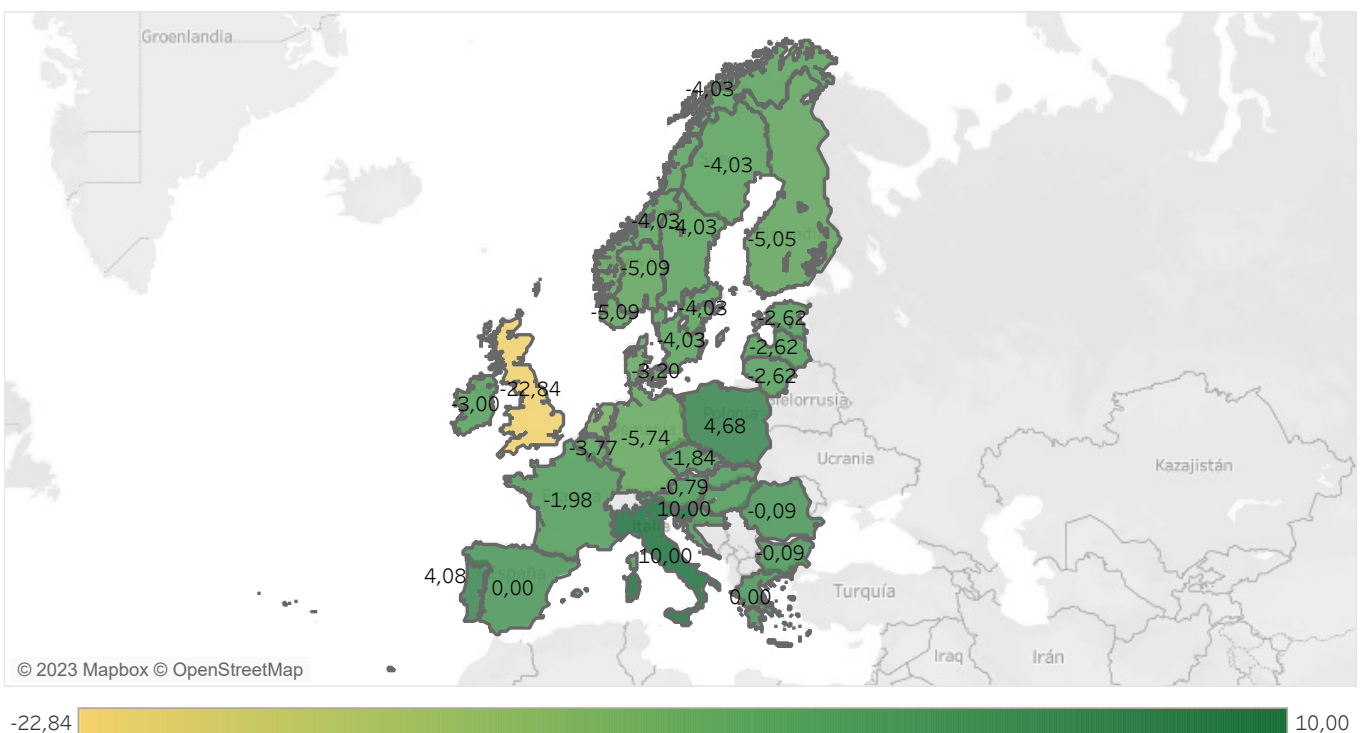 Groenlandia
-4,03
-4,03
-4,03
-4,03
-5,05
-5,09
-5,09
-4,03
-2,62
-4,03
-2,62
-3,20
-2,62
-22,84
-3,00
Bielorrusia
Polonia
4,68
-5,74
-3,77
-1,84
Ucrania
Kazajistán
-0,79
-1,98
10,00
-0,09
Italia
10,00
-0,09
España
4,08
0,00
0,00
Turquía
Iraq
Irán
© 2023 Mapbox © OpenStreetMap
-22,84
10,00